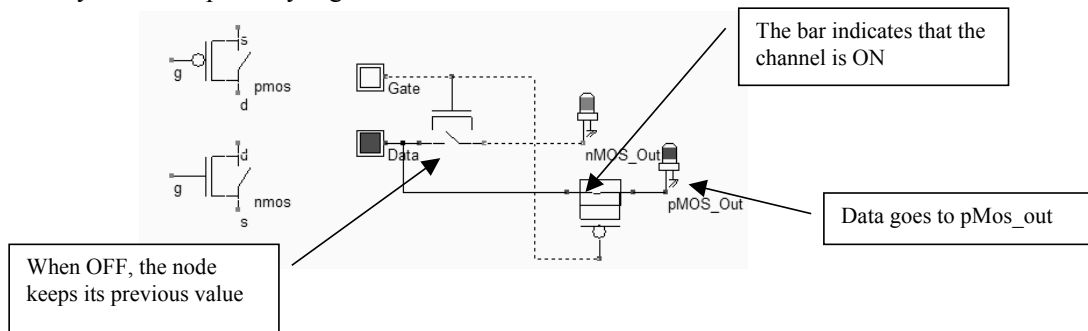 The bar indicates that the
channel is ON
s
g
pmos
d
Gate
Data
nMOS_Out
d
g
nmos
s
pMOS_Out
Data goes to pMos_out
When OFF, the node
keeps its previous value